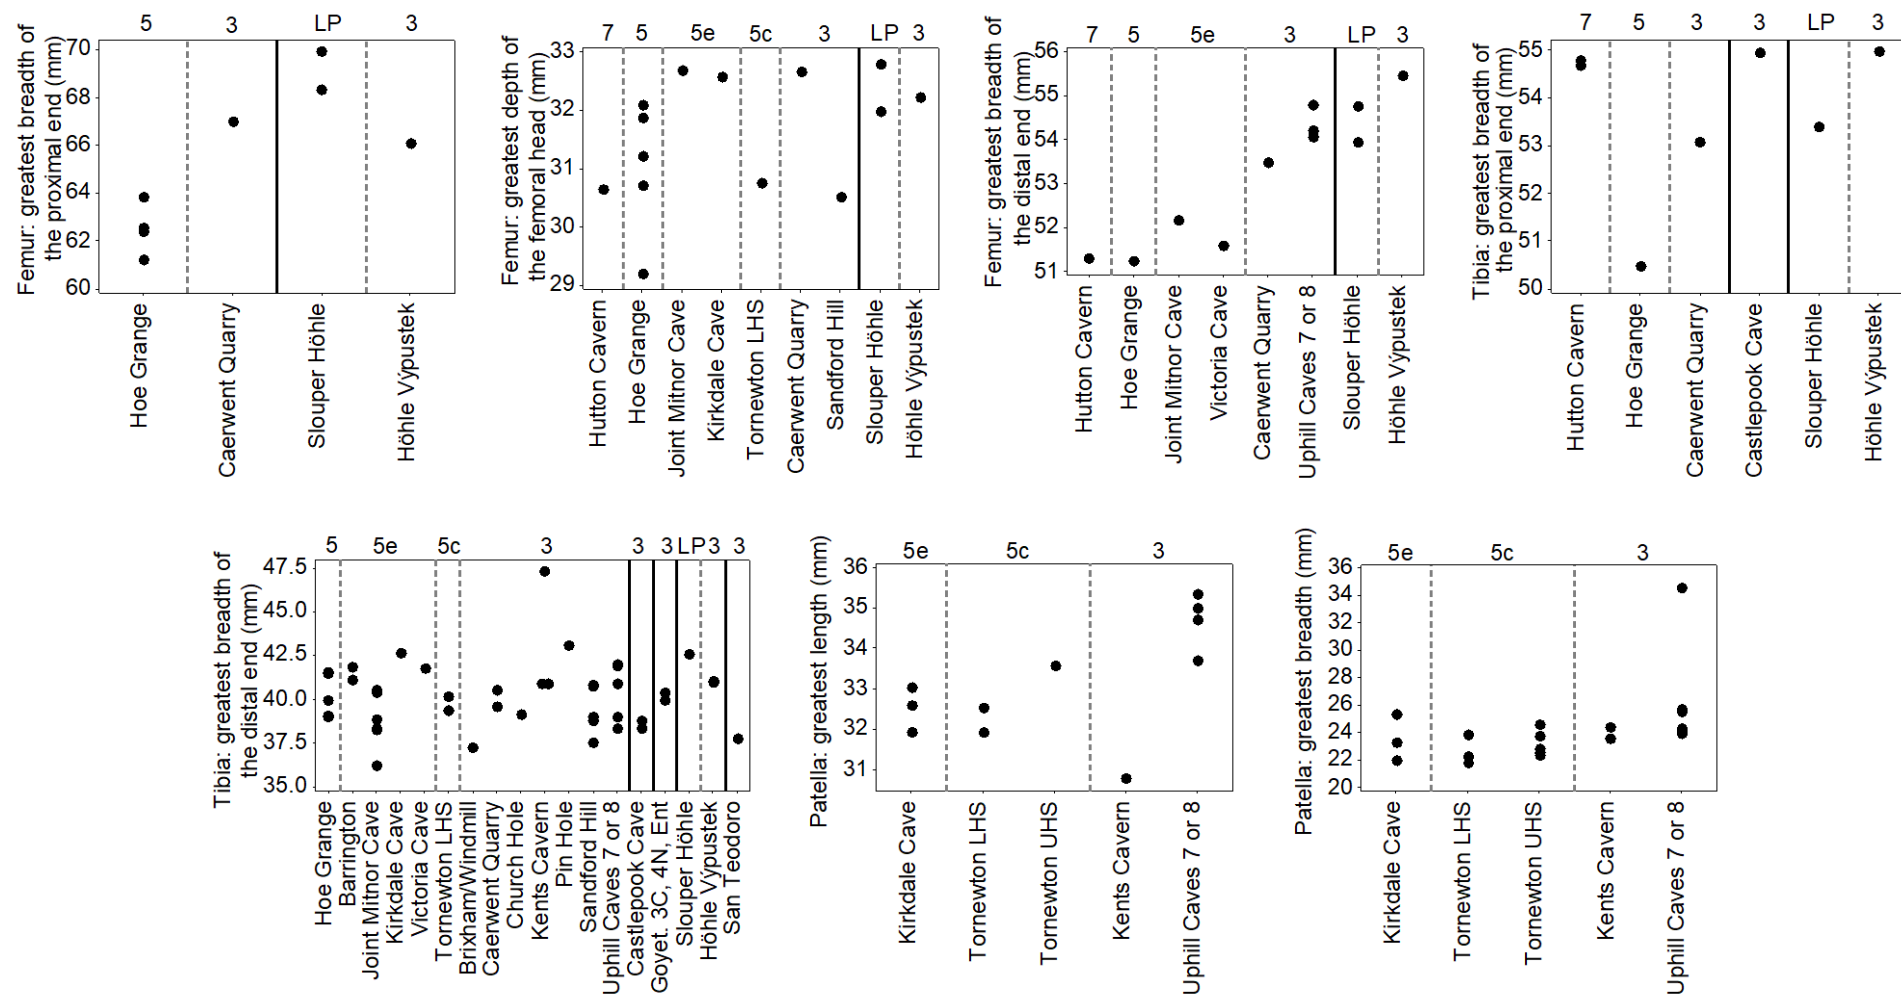 5 3 LP 3
Femur: greatest breadth of
the proximal end (mm)
70
68
66
64
62
60
Hoe Grange
Caerwent Quarry
Slouper Höhle
Höhle Výpustek
7 5 5e 5c 3 LP 3
Femur: greatest depth of
the femoral head (mm)
33
32
31
30
29
Hutton Cavern
Hoe Grange
Joint Mitnor Cave
Kirkdale Cave
Tornewton LHS
Caerwent Quarry
Sandford Hill
Slouper Höhle
Höhle Výpustek
7 5 5e 3 LP 3
Femur: greatest breadth of
the distal end (mm)
56
55
54
53
52
51
Hutton Cavern
Hoe Grange
Joint Mitnor Cave
Victoria Cave
Caerwent Quarry
Uphill Caves 7 or 8
Slouper Höhle
Höhle Výpustek
7 5 3 3 LP 3
Tibia: greatest breadth of
the proximal end (mm)
55
54
53
52
51
50
Hutton Cavern
Hoe Grange
Caerwent Quarry
Castlepook Cave
Slouper Höhle
Höhle Výpustek
5 5e 5c 3 3 3 LP 3 3
Tibia: greatest breadth of
the distal end (mm)
47.5
45.0
42.5
40.0
37.5
35.0
Hoe Grange
Barrington
Joint Mitnor Cave
Kirkdale Cave
Victoria Cave
Tornewton LHS
Brixham/Windmill
Caerwent Quarry
Church Hole
Kents Cavern
Pin Hole
Sandford Hill
Uphill Caves 7 or 8
Castlepook Cave
Goyet. 3C, 4N, Ent
Slouper Höhle
Höhle Výpustek
San Teodoro
5e 5c 3
Patella: greatest length (mm)
36
35
34
33
32
31
Kirkdale Cave
Tornewton LHS
Tornewton UHS
Kents Cavern
Uphill Caves 7 or 8
5e 5c 3
Patella: greatest breadth (mm)
36
34
32
30
28
26
24
22
20
Kirkdale Cave
Tornewton LHS
Tornewton UHS
Kents Cavern
Uphill Caves 7 or 8